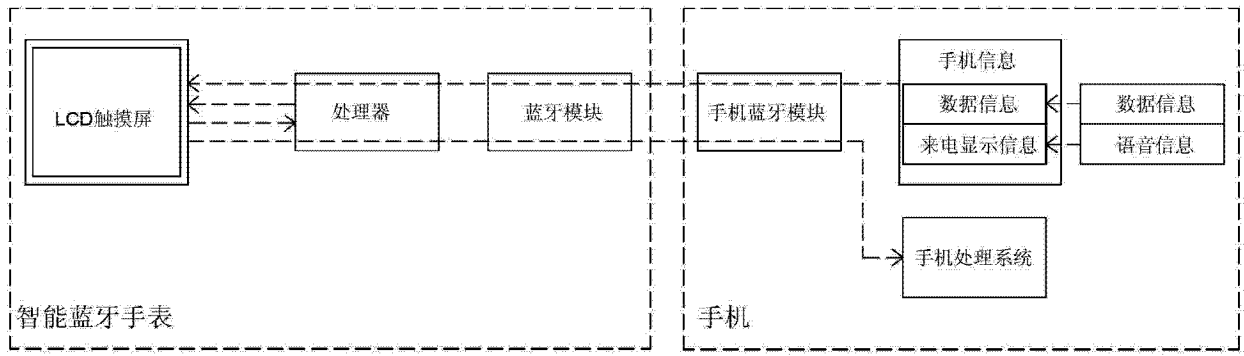 手机信息
LCD触摸屏
处理器
蓝牙模块
手机蓝牙模块
数据信息
数据信息
来电显示信息
语音信息
手机处理系统
智能蓝牙手表
手机